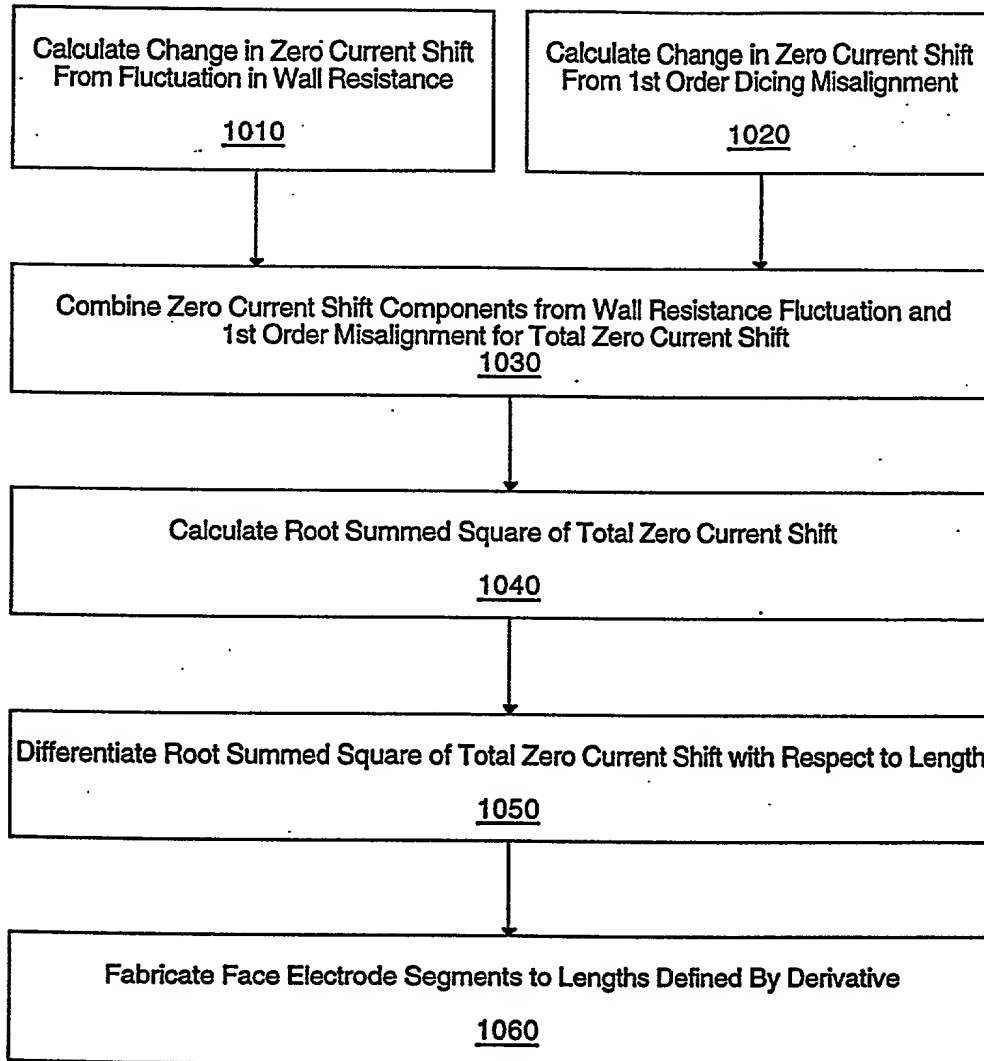 Calculate Change in Zero Current Shift
From Fluctuation in Wall Resistance
1010
Calculate Change in Zero Current Shift
From 1st Order Dicing Misalignment
1020
Combine Zero Current Shift Components from Wall Resistance Fluctuation and
1st Order Misalignment for Total Zero Current Shift
1030
Calculate Root Summed Square of Total Zero Current Shift
1040
Differentiate Root Summed Square of Total Zero Current Shift with Respect to Length
1050
Fabricate Face Electrode Segments to Lengths Defined By Derivative
1060